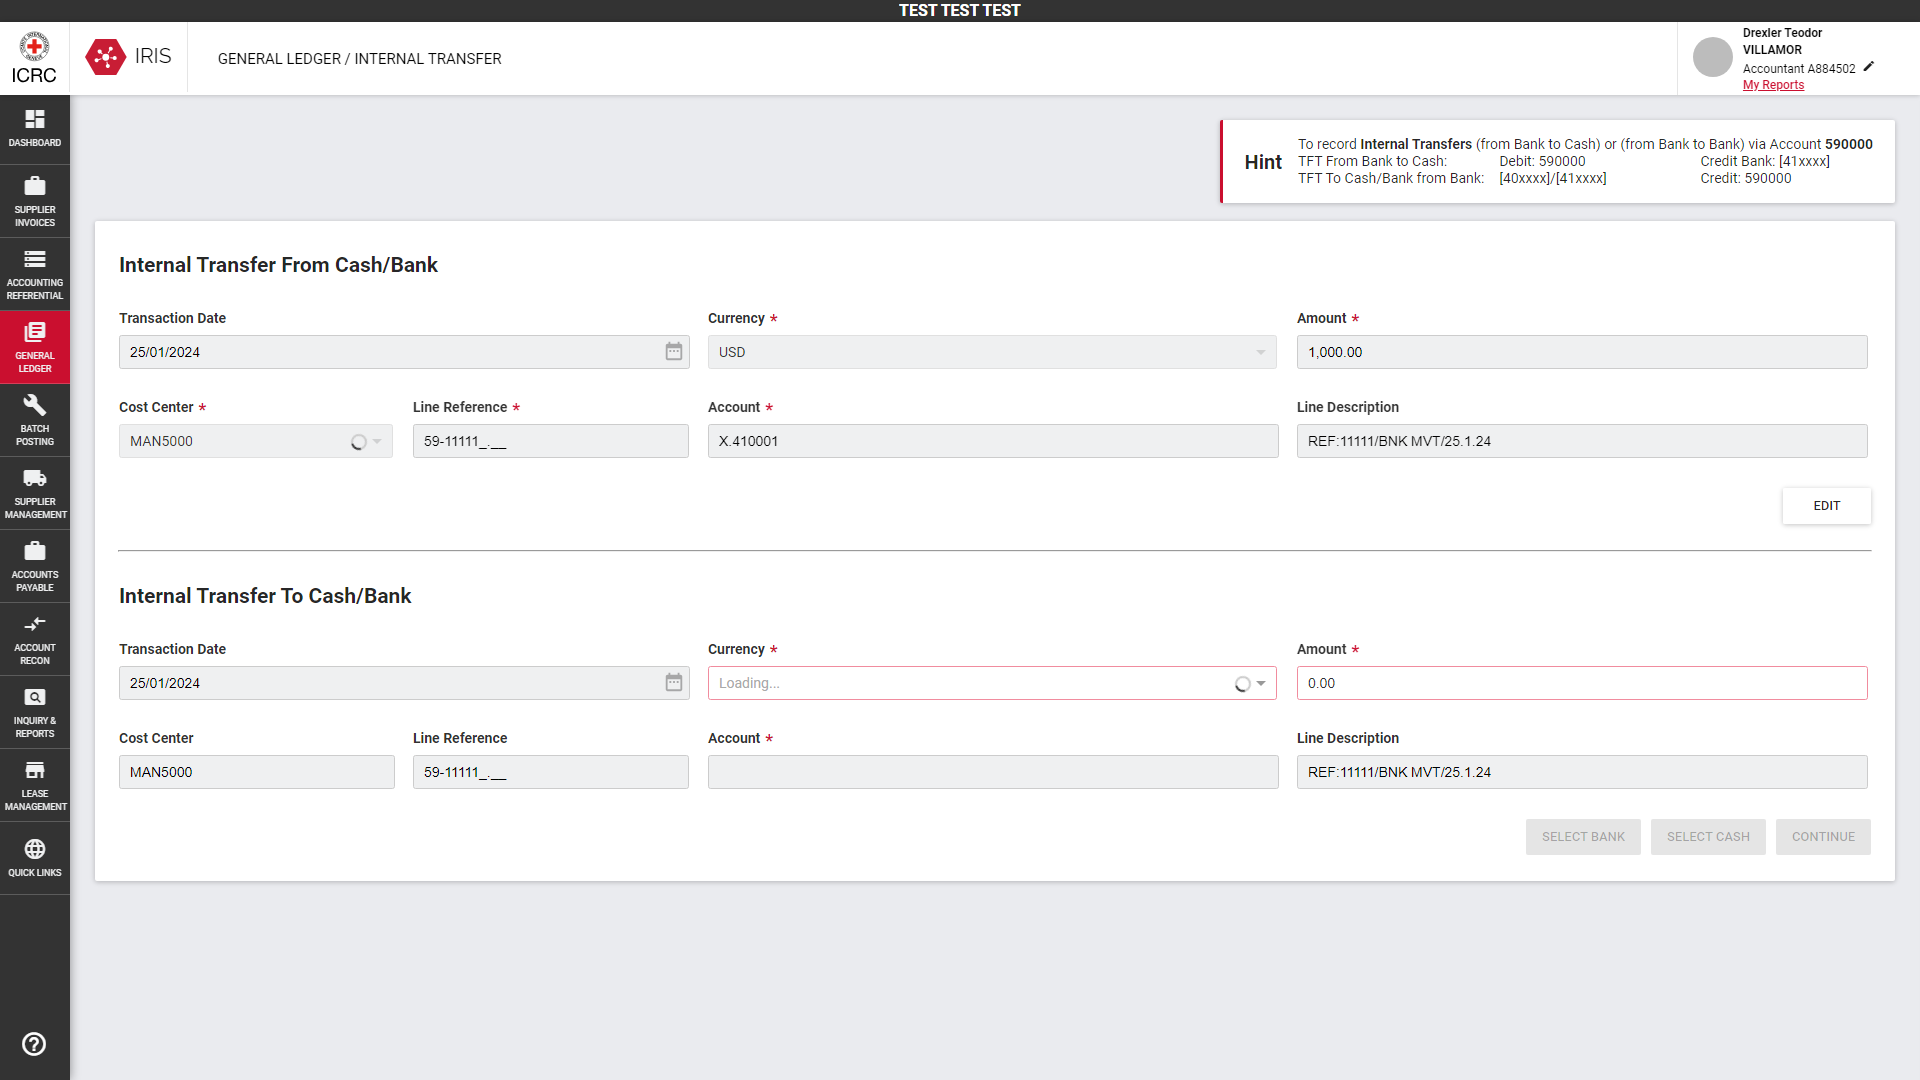 TEST TEST TEST
ICRC
IRIS
GENERAL LEDGER / INTERNAL TRANSFER
Drexler Teodor
VILLAMOR
Accountant A884502
My Reports
DASHBOARD
SUPPLIER
INVOICES
ACCOUNTING
REFERENTIAL
GENERAL
LEDGER
BATCH
POSTING
SUPPLIER
MANAGEMENT
ACCOUNTS
PAYABLE
ACCOUNT
RECON
INQUIRY &
REPORTS
LEASE
MANAGEMENT
QUICK LINKS
Hint
To record Internal Transfers (from Bank to Cash) or (from Bank to Bank) via Account 590000
TFT From Bank to Cash: Debit: 590000 Credit Bank: [41xxxx]
TFT To Cash/Bank from Bank: [40xxxx]/[41xxxx] Credit: 590000
Internal Transfer From Cash/Bank
Transaction Date Currency * Amount *
25/01/2024 USD 1,000.00
Cost Center * Line Reference * Account * Line Description
MAN5000 59-11111_.__ X.410001 REF:11111/BNK MVT/25.1.24
EDIT
Internal Transfer To Cash/Bank
Transaction Date Currency * Amount *
25/01/2024 Loading... 0.00
Cost Center Line Reference Account * Line Description
MAN5000 59-11111_.__ REF:11111/BNK MVT/25.1.24
SELECT BANK SELECT CASH CONTINUE